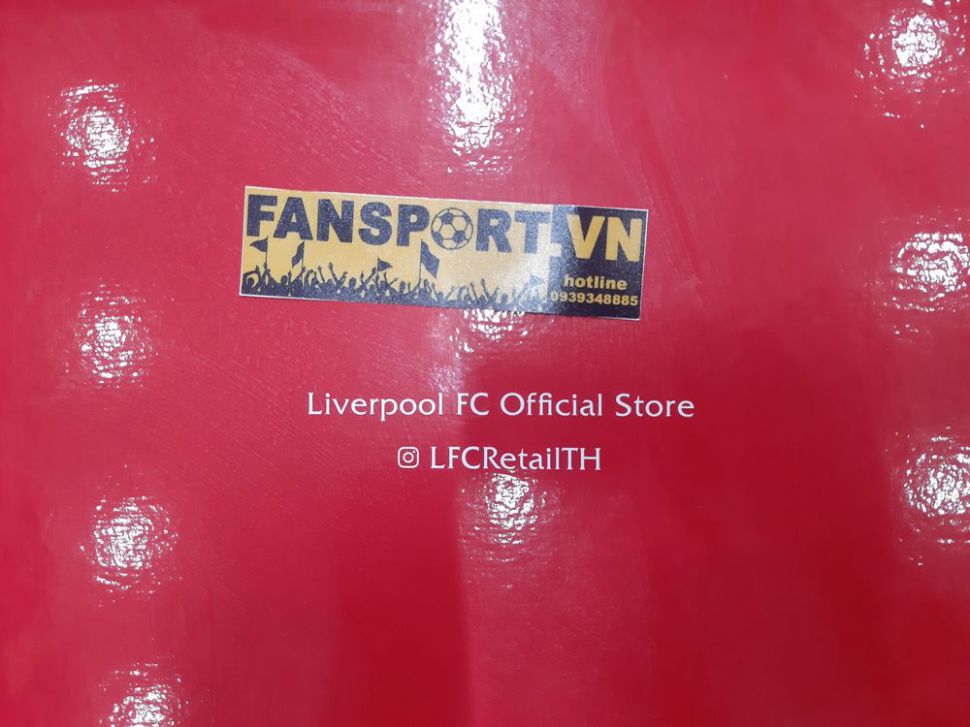 FANSPORT.VN
hotline
0939348885
Liverpool FC Official Store
LFCRetailTH